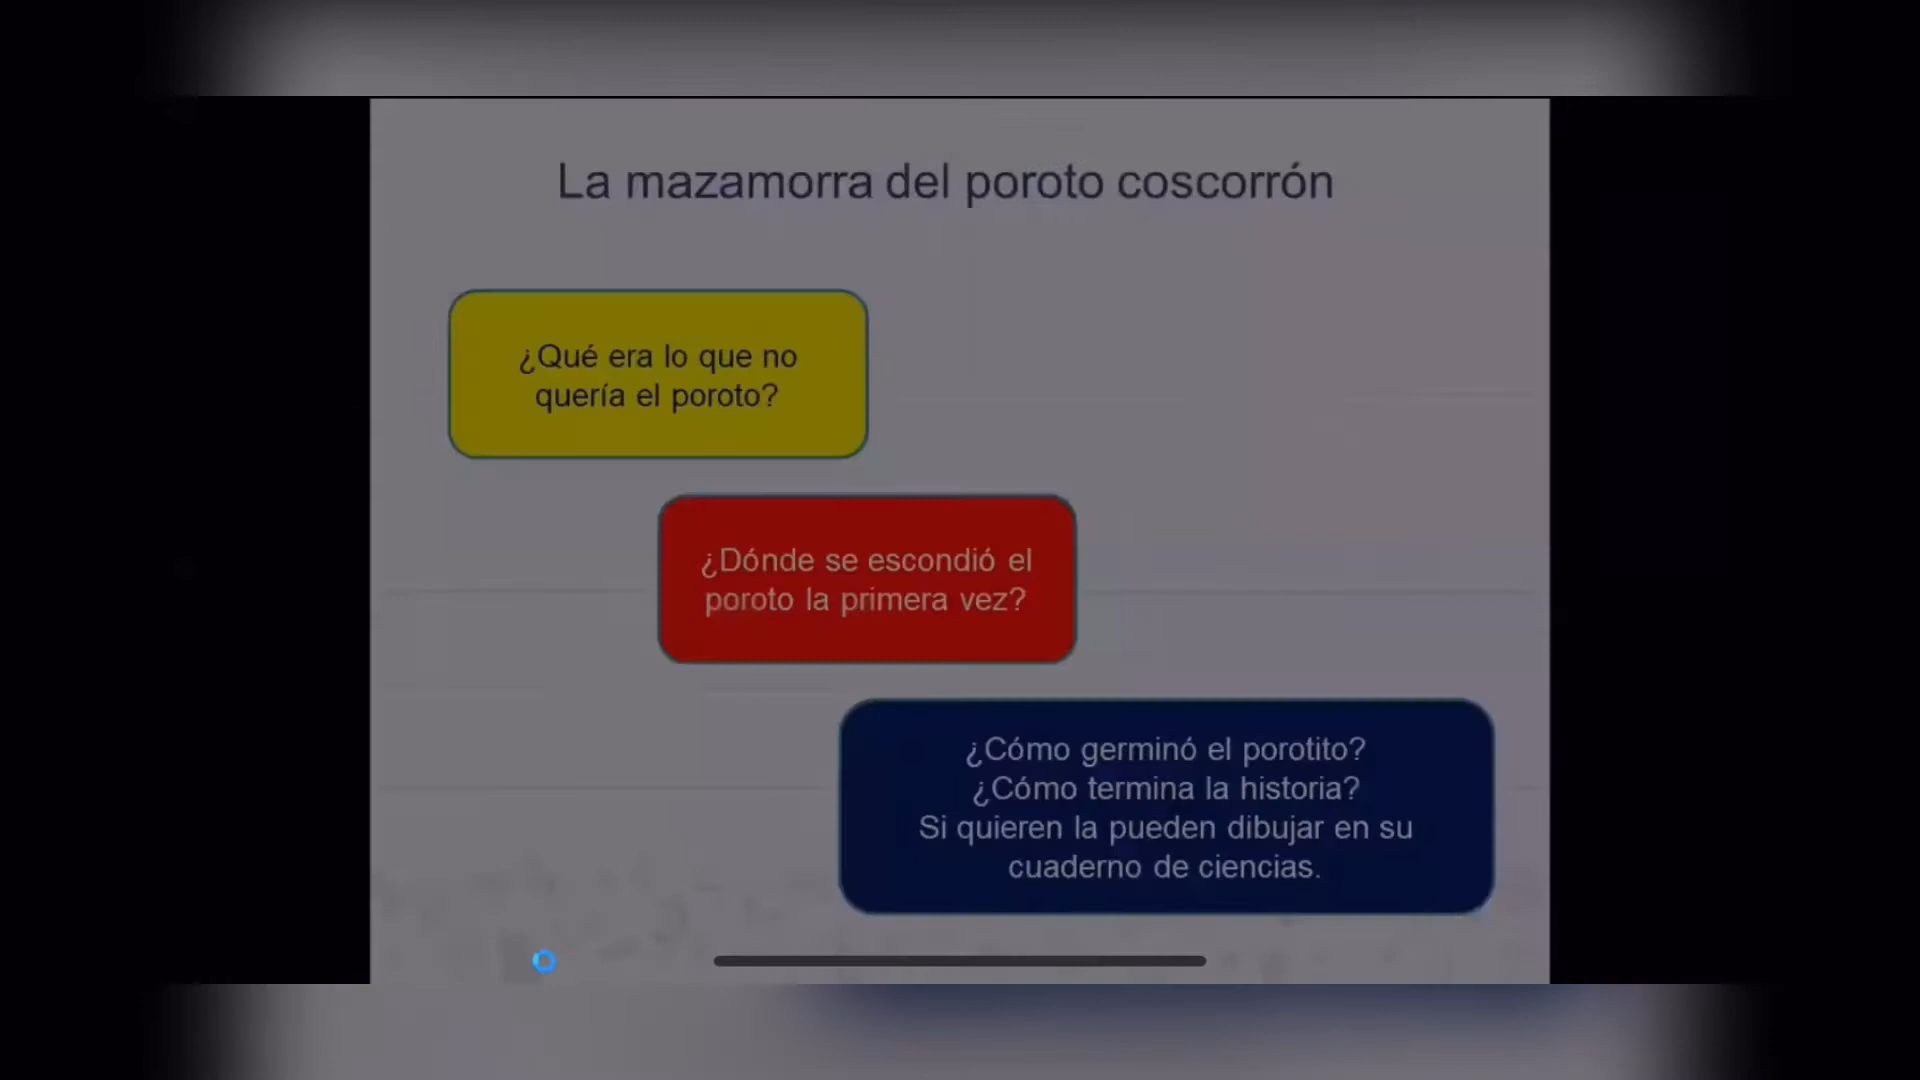 La mazamorra del poroto coscorrón
¿Qué era lo que no
quería el poroto?
¿Dónde se escondió el
poroto la primera vez?
¿Cómo germinó el porotito?
¿Cómo termina la historia?
Si quieren la pueden dibujar en su
cuaderno de ciencias.